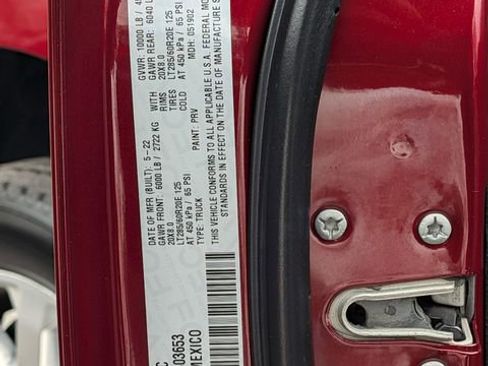 DATE OF MFR (BUILT): 5-22 GVWR: 10000 LB / 45
GAWR FRONT: 6000 LB / 2722 KG WITH GAWR REAR: 6040 L
20X8.0 RIMS 20X8.0
LT285/60R20E 125 TIRES LT285/60R20E 125
AT 450 kPa / 65 PSI COLD AT 450 kPa / 65 PSI
TYPE: TRUCK PAINT: PRV MDH: 051902
THIS VEHICLE CONFORMS TO ALL APPLICABLE U.S.A. FEDERAL MO
STANDARDS IN EFFECT ON THE DATE OF MANUFACTURE S
C
03653
MEXICO